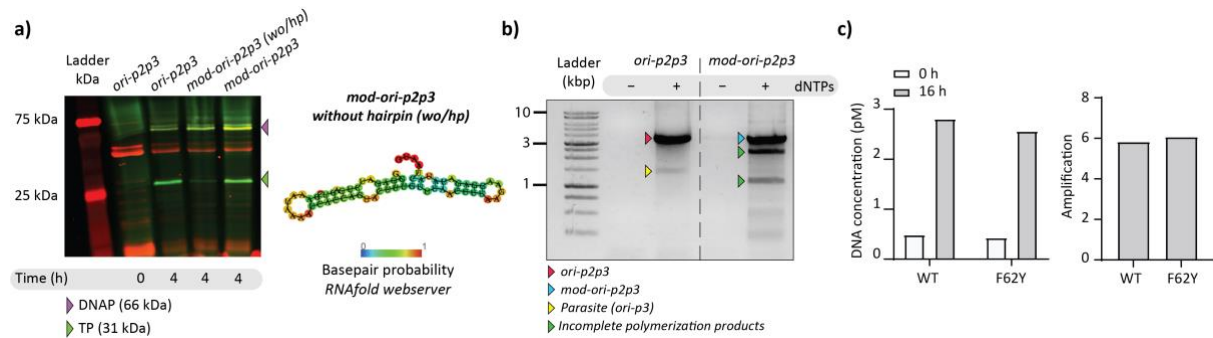 a)
Ladder
kDa
ori-p2p3
ori-p2p3
mod-ori-p2p3 (wo/hp)
mod-ori-p2p3
75 kDa
25 kDa
Time (h) 0 4 4 4
DNAP (66 kDa)
TP (31 kDa)
mod-ori-p2p3
without hairpin (wo/hp)
0 1
Basepair probability
RNAfold webserver
b)
Ladder
(kbp)
ori-p2p3 mod-ori-p2p3
− + − + dNTPs
10
3
1
ori-p2p3
mod-ori-p2p3
Parasite (ori-p3)
Incomplete polymerization products
c)
0 h
16 h
DNA concentration (pM)
3
2
1
0
WT F62Y
Amplification
8
6
4
2
0
WT F62Y